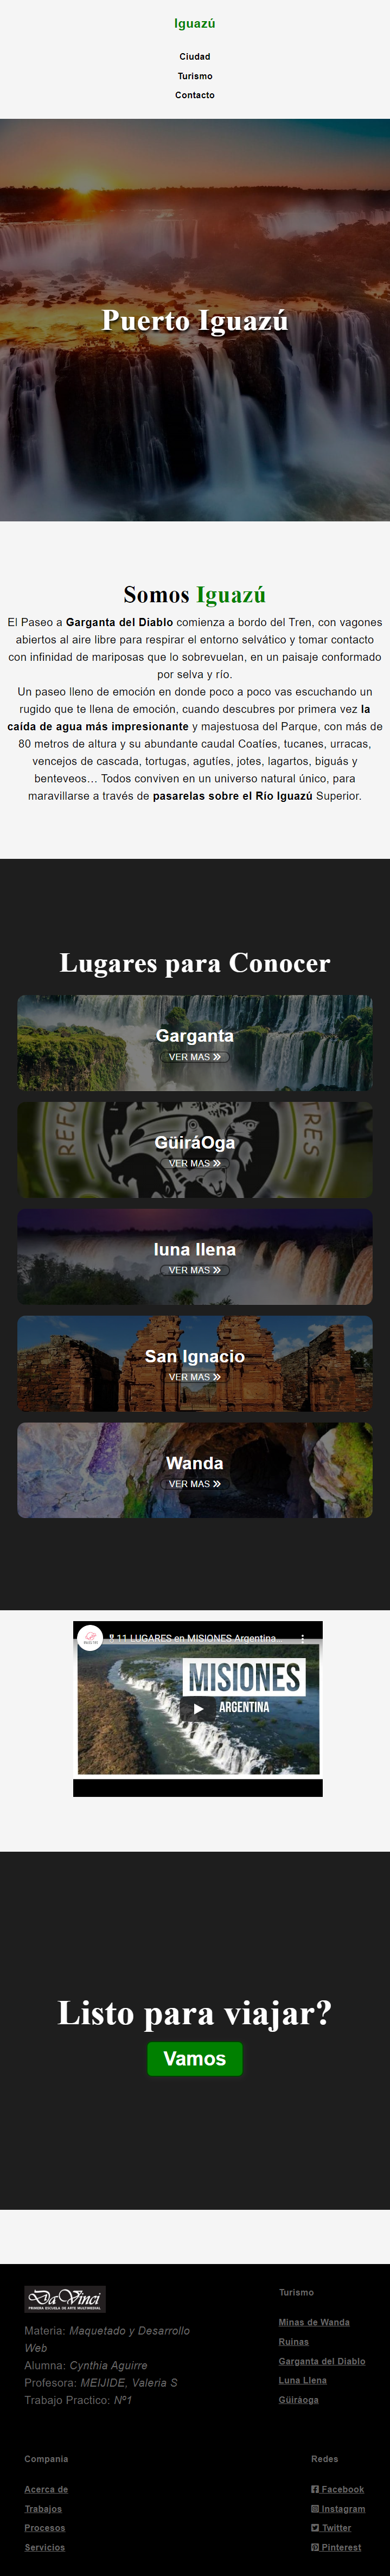 Iguazú
Ciudad
Turismo
Contacto
Puerto Iguazú
Somos Iguazú
El Paseo a Garganta del Diablo comienza a bordo del Tren, con vagones
abiertos al aire libre para respirar el entorno selvático y tomar contacto
con infinidad de mariposas que lo sobrevuelan, en un paisaje conformado
por selva y río.
Un paseo lleno de emoción en donde poco a poco vas escuchando un
rugido que te llena de emoción, cuando descubres por primera vez la
caída de agua más impresionante y majestuosa del Parque, con más de
80 metros de altura y su abundante caudal Coatíes, tucanes, urracas,
vencejos de cascada, tortugas, agutíes, jotes, lagartos, biguás y
benteveos… Todos conviven en un universo natural único, para
maravillarse a través de pasarelas sobre el Río Iguazú Superior.
Lugares para Conocer
Garganta
VER MAS
GüiráOga
VER MAS
luna llena
VER MAS
San Ignacio
VER MAS
Wanda
VER MAS
11 LUGARES en MISIONES Argentina...
MISIONES
ARGENTINA
Listo para viajar?
Vamos
DaVinci
PRIMERA ESCUELA DE ARTE MULTIMEDIAL
Materia: Maquetado y Desarrollo
Web
Alumna: Cynthia Aguirre
Profesora: MEIJIDE, Valeria S
Trabajo Practico: Nº1
Turismo
Minas de Wanda
Ruinas
Garganta del Diablo
Luna Llena
Güiráoga
Compania
Acerca de
Trabajos
Procesos
Servicios
Redes
Facebook
Instagram
Twitter
Pinterest